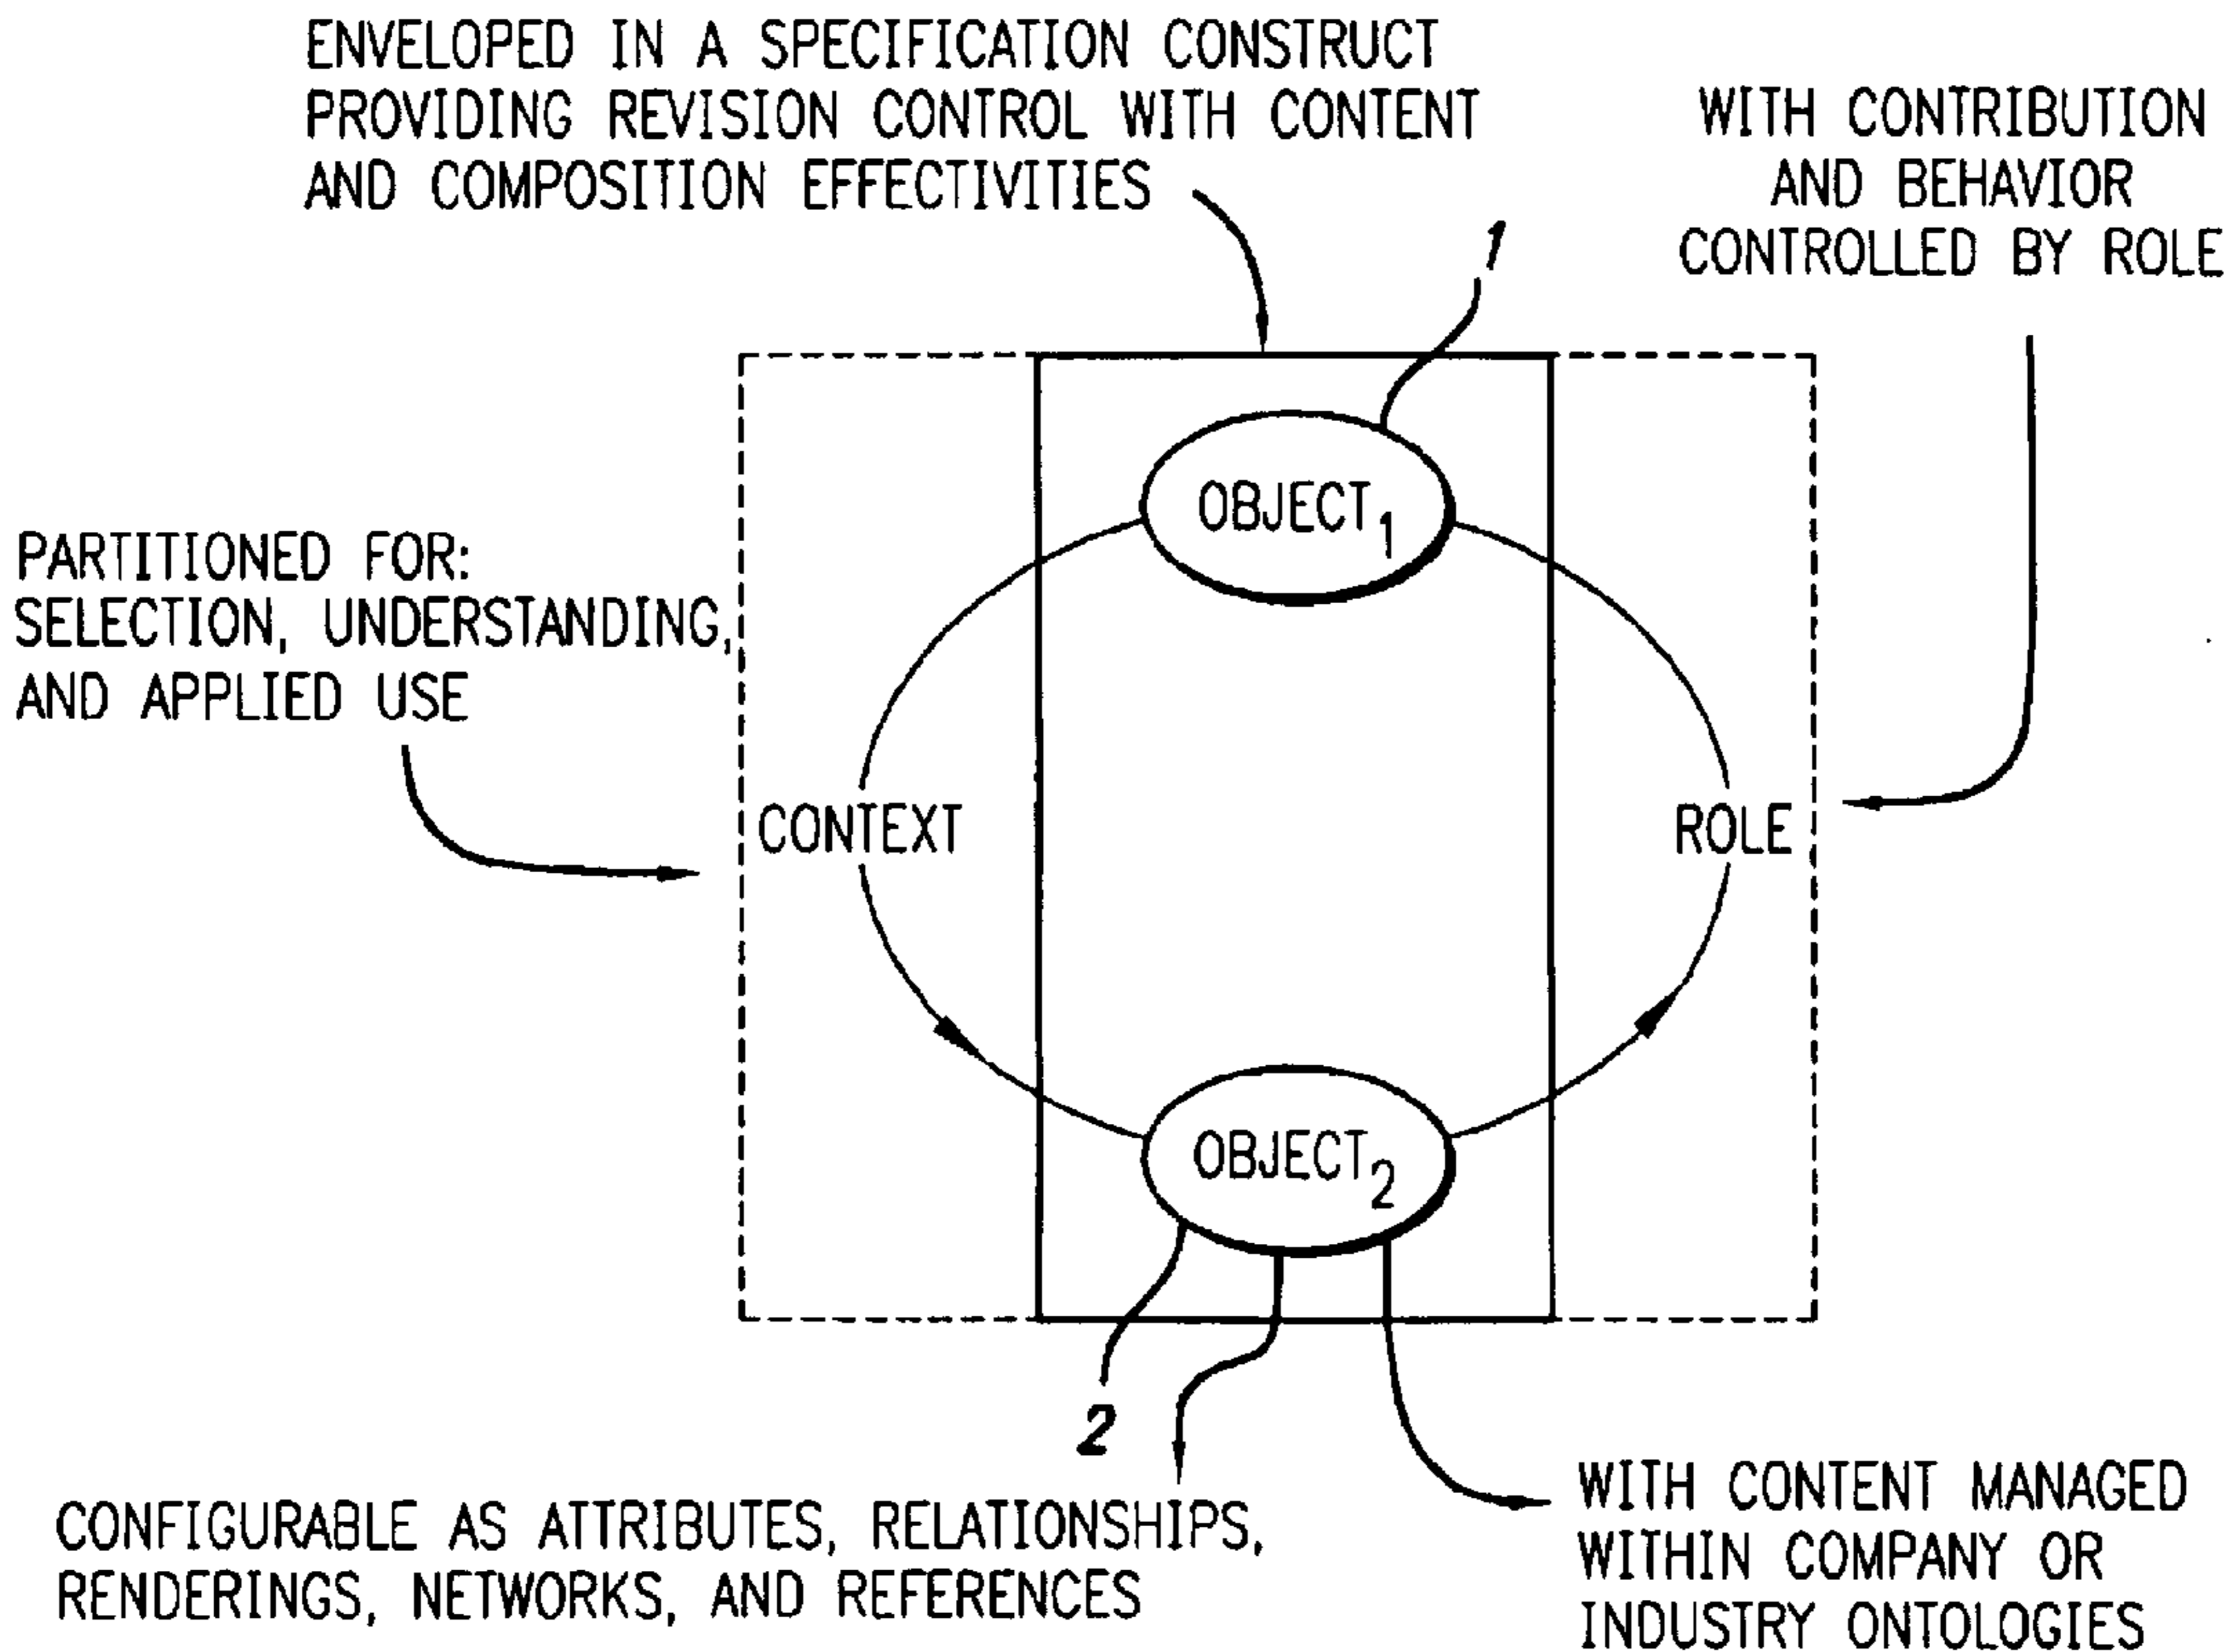 ENVELOPED IN A SPECIFICATION CONSTRUCT
PROVIDING REVISION CONTROL WITH CONTENT
AND COMPOSITION EFFECTIVITIES
WITH CONTRIBUTION
AND BEHAVIOR
CONTROLLED BY ROLE
1
OBJECT1
PARTITIONED FOR:
SELECTION, UNDERSTANDING,
AND APPLIED USE
CONTEXT
ROLE
OBJECT2
2
CONFIGURABLE AS ATTRIBUTES, RELATIONSHIPS,
RENDERINGS, NETWORKS, AND REFERENCES
WITH CONTENT MANAGED
WITHIN COMPANY OR
INDUSTRY ONTOLOGIES